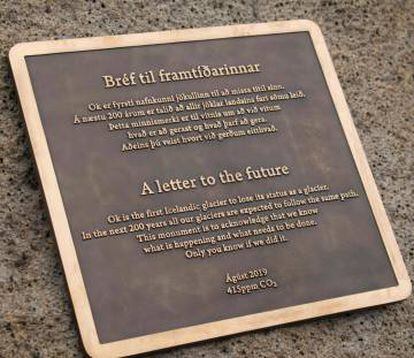 Bréf til framtíðarinnar
Ok er fyrsti nafnkunni jökullinn til að missa titil sinn.
Á næstu 200 árum er talið að allir jöklar landsins fari sömu leið.
Þetta minnismerki er til vitnis um að við vitum
hvað er að gerast og hvað þarf að gera.
Aðeins þú veist hvort við gerðum eitthvað.
A letter to the future
Ok is the first Icelandic glacier to lose its status as a glacier.
In the next 200 years all our glaciers are expected to follow the same path.
This monument is to acknowledge that we know
what is happening and what needs to be done.
Only you know if we did it.
Ágúst 2019
415ppm CO₂